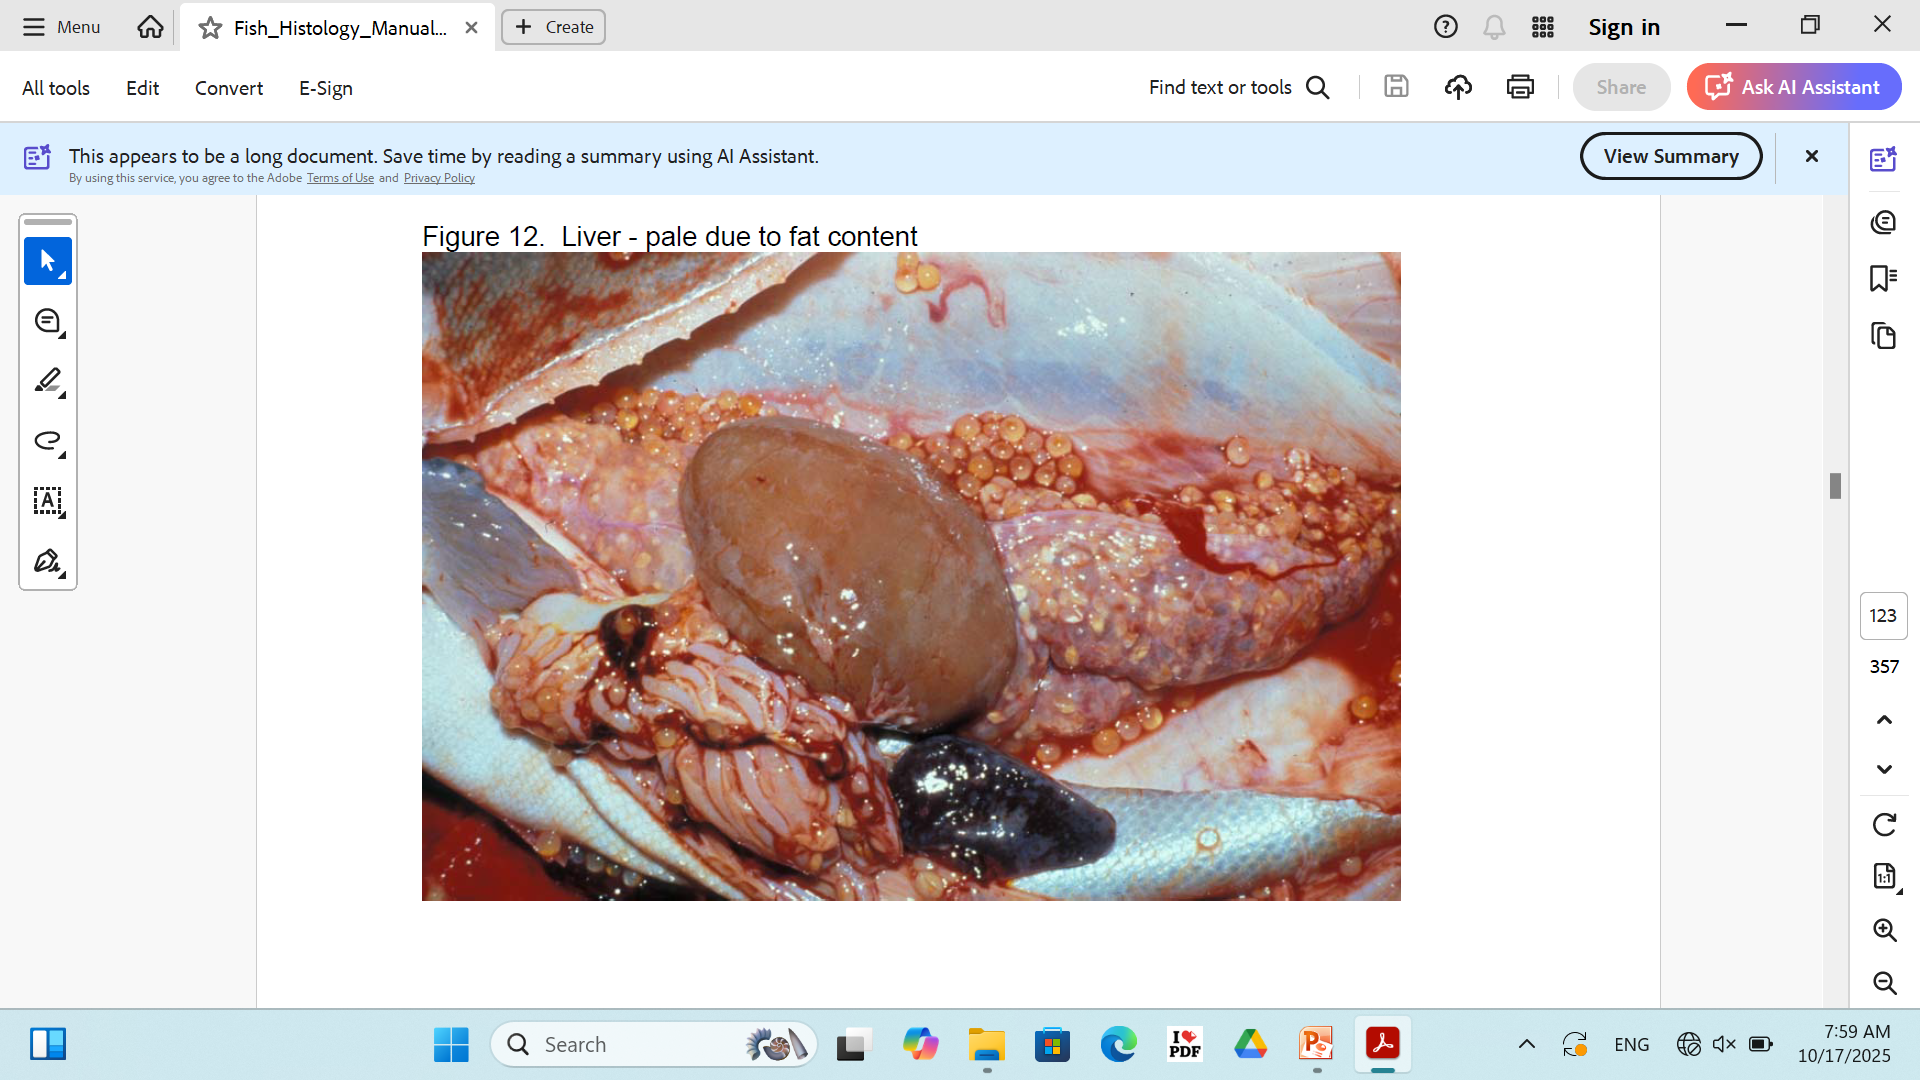 Menu
Fish_Histology_Manual...
Create
Sign in
All tools
Edit
Convert
E-Sign
Find text or tools
Share
Ask AI Assistant
This appears to be a long document. Save time by reading a summary using AI Assistant.
By using this service, you agree to the Adobe Terms of Use and Privacy Policy
View Summary
A
Figure 12.  Liver - pale due to fat content
123
357
1:1
Search
I PDF
P
ENG
7:59 AM
10/17/2025